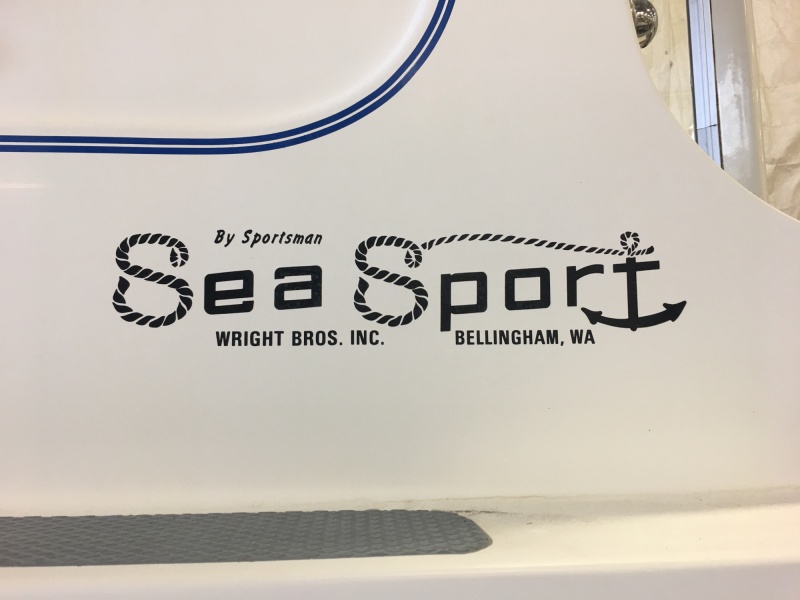 By Sportsman
Sea Sport
WRIGHT BROS. INC. BELLINGHAM, WA